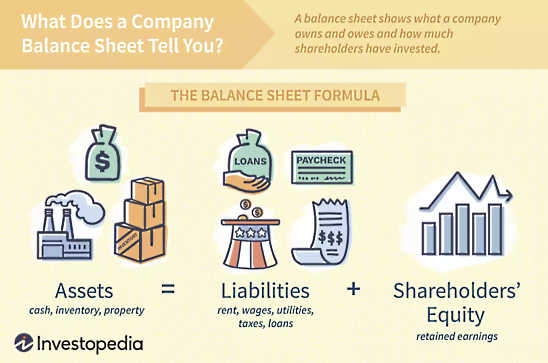 What Does a Company
Balance Sheet Tell You?
A balance sheet shows what a company
owns and owes and how much
shareholders have invested.
THE BALANCE SHEET FORMULA
$
INVENTORY
LOANS
PAYCHECK
$$$
Assets
cash, inventory, property
=
Liabilities
rent, wages, utilities,
taxes, loans
+
Shareholders'
Equity
retained earnings
Investopedia